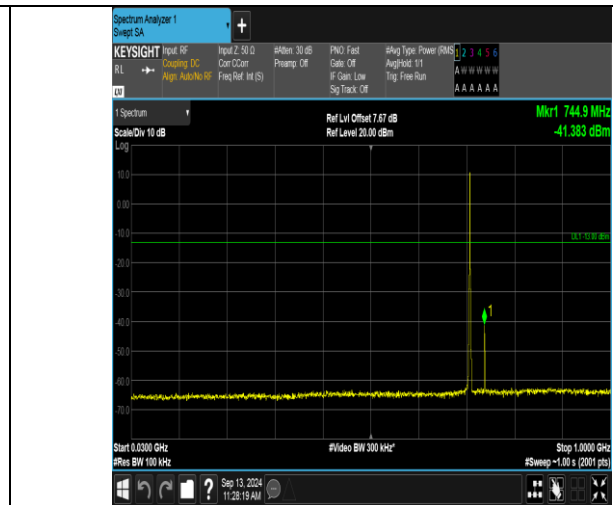 Spectrum Analyzer 1
Swept SA
+
KEYSIGHT Input: RF Input Z: 50 Ω #Atten: 30 dB PNO: Fast #Avg Type: Power (RMS 1 2 3 4 5 6
RL Coupling: DC Corr CCorr Preamp: Off Gate: Off Avg|Hold: 1/1 A W W W W W
Align: Auto/No RF Freq Ref: Int (S) IF Gain: Low Trig: Free Run
LXI Sig Track: Off A A A A A A
1 Spectrum Ref Lvl Offset 7.67 dB Mkr1 744.9 MHz
Scale/Div 10 dB Ref Level 20.00 dBm -41.383 dBm
Log
10.0
0.00
-10.0
DL1 -13.00 dBm
-20.0
-30.0
1
-50.0
-60.0
-70.0
Start 0.0300 GHz #Video BW 300 kHz* Stop 1.0000 GHz
#Res BW 100 kHz #Sweep ~1.00 s (2001 pts)
? Sep 13, 2024
11:28:19 AM